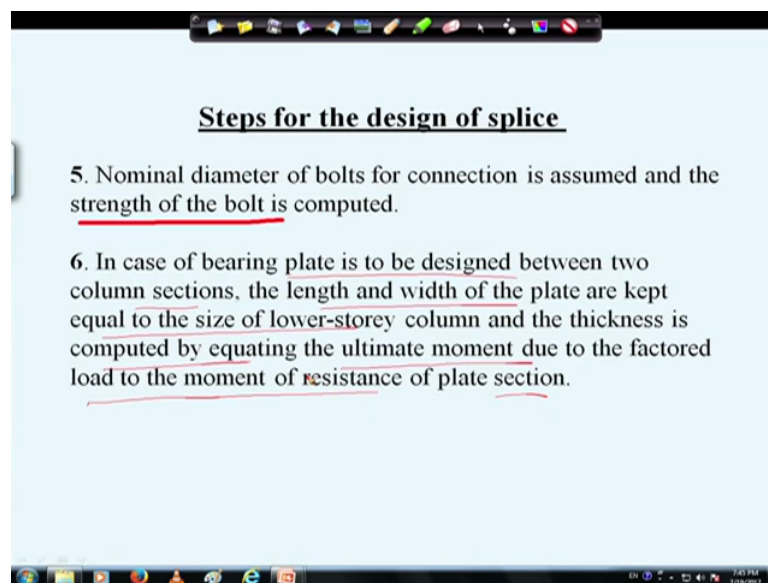 Steps for the design of splice
5. Nominal diameter of bolts for connection is assumed and the
strength of the bolt is computed.
6. In case of bearing plate is to be designed between two
column sections, the length and width of the plate are kept
equal to the size of lower-storey column and the thickness is
computed by equating the ultimate moment due to the factored
load to the moment of resistance of plate section.
EN
7:45 PM